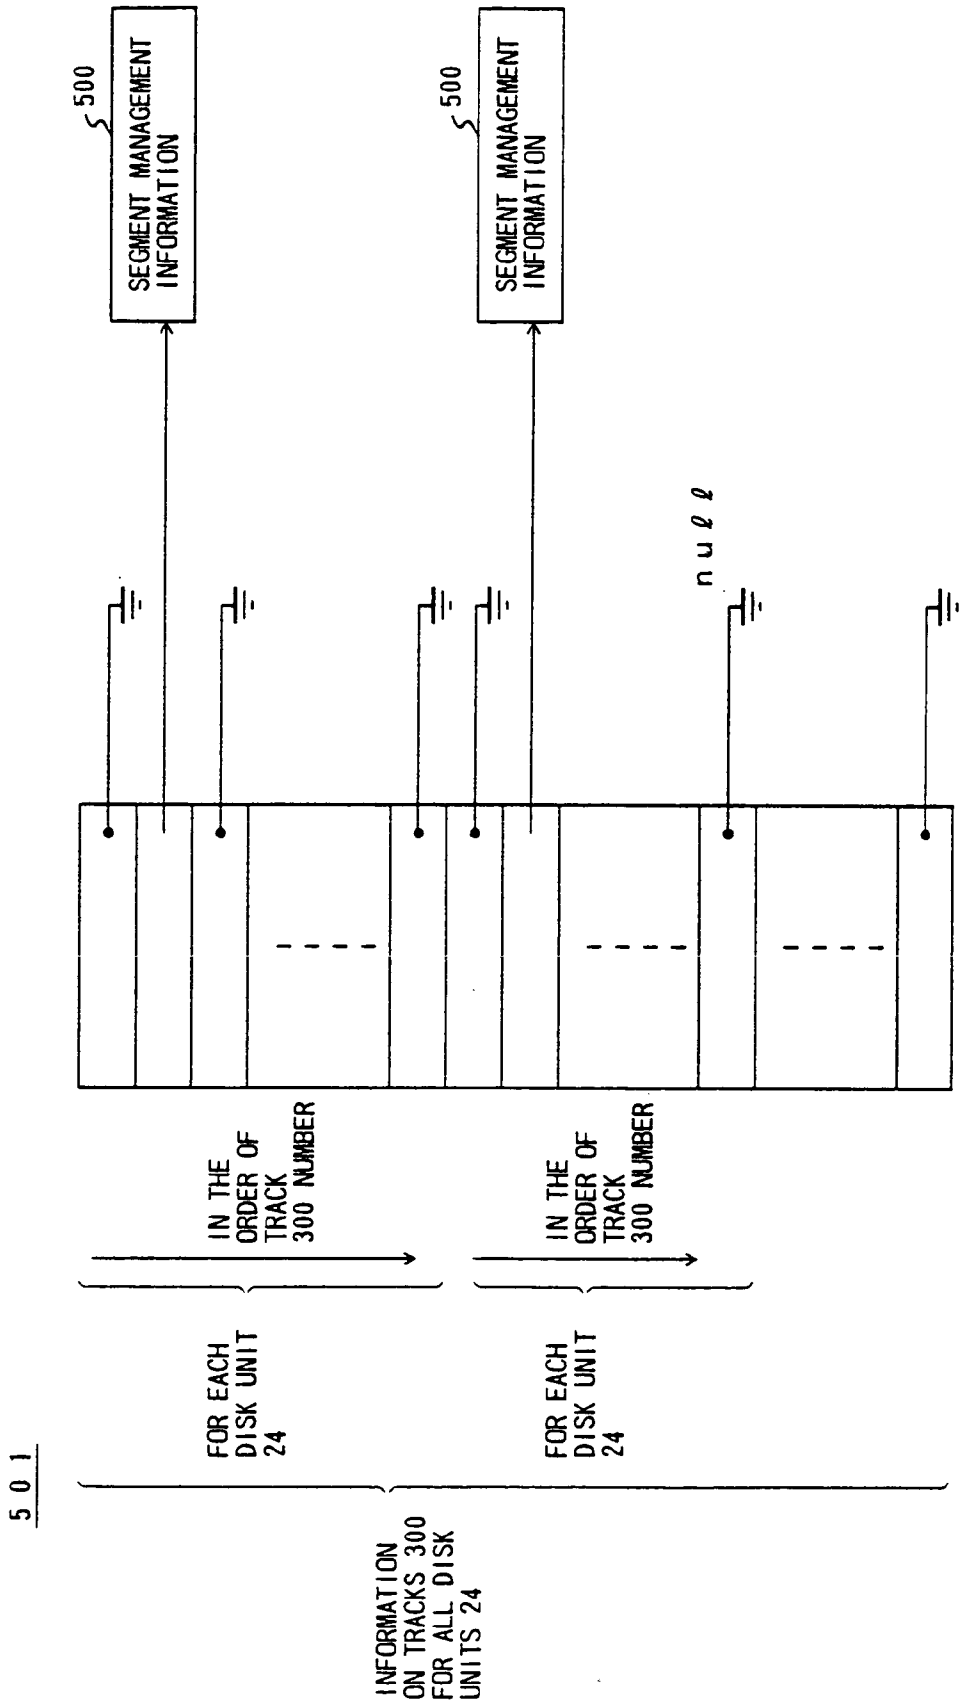 501
INFORMATION
ON TRACKS 300
FOR ALL DISK
UNITS 24
FOR EACH
DISK UNIT
24
IN THE
ORDER OF
TRACK
300 NUMBER
FOR EACH
DISK UNIT
24
IN THE
ORDER OF
TRACK
300 NUMBER
null
500
SEGMENT MANAGEMENT
INFORMATION
500
SEGMENT MANAGEMENT
INFORMATION